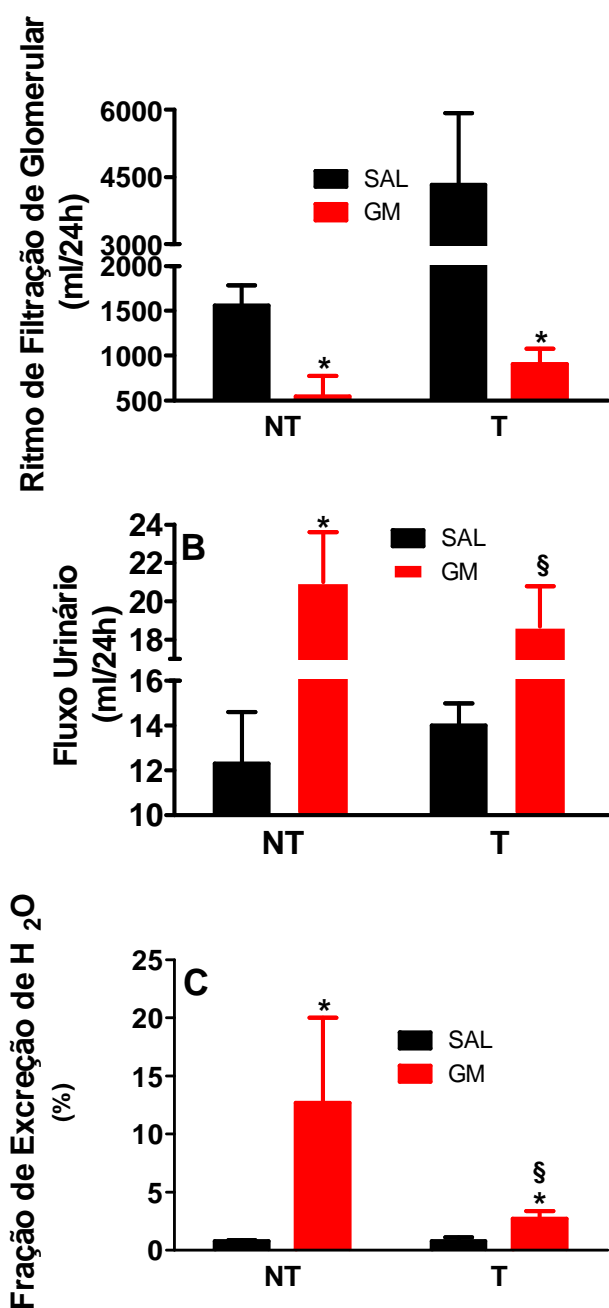 Ritmo de Filtração de Glomerular
(ml/24h)
6000
4500
3000
2000
1500
1000
500
SAL
GM
*
*
NT
T
Fluxo Urinário
(ml/24h)
B
24
22
20
18
16
14
12
10
SAL
GM
*
§
NT
T
Fração de Excreção de H 2O
(%)
C
25
20
15
10
5
0
SAL
GM
*
§
*
NT
T